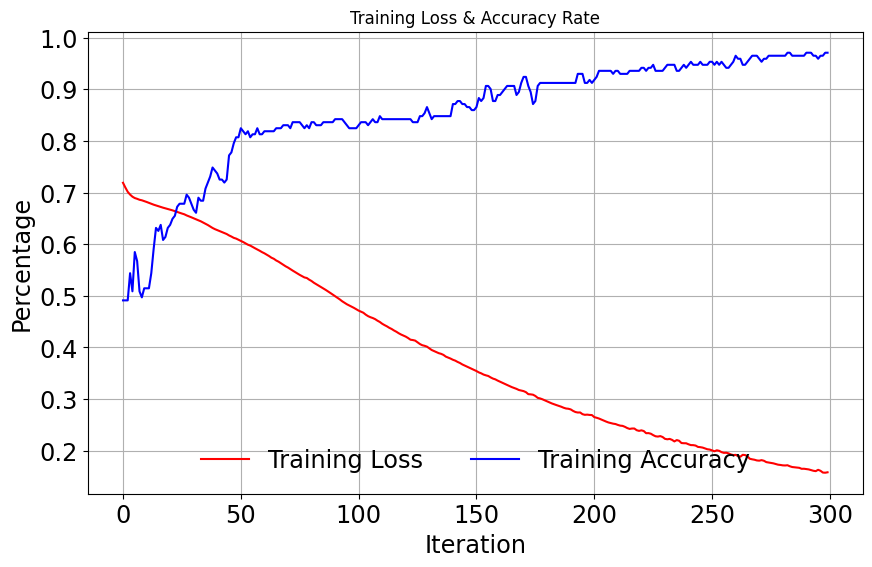 Training Loss & Accuracy Rate
1.0
0.9
0.8
0.7
0.6
0.5
0.4
0.3
0.2
Percentage
Training Loss Training Accuracy
0 50 100 150 200 250 300
Iteration